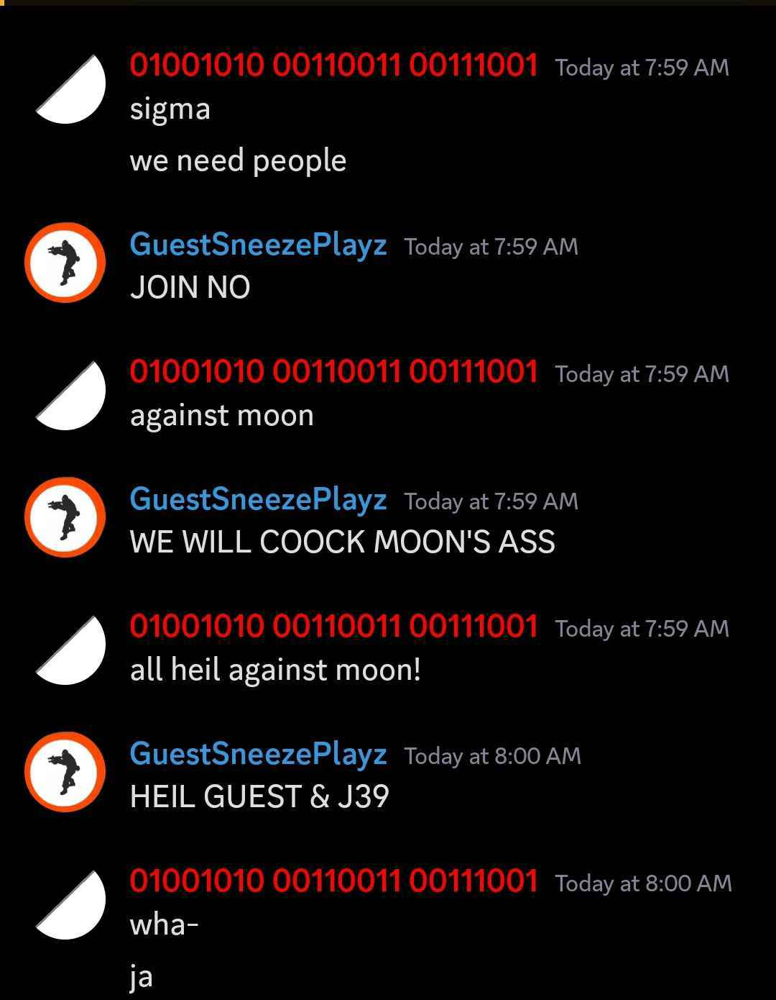 01001010 00110011 00111001 Today at 7:59 AM
sigma
we need people
GuestSneezePlayz Today at 7:59 AM
JOIN NO
01001010 00110011 00111001 Today at 7:59 AM
against moon
GuestSneezePlayz Today at 7:59 AM
WE WILL COOCK MOON'S ASS
01001010 00110011 00111001 Today at 7:59 AM
all heil against moon!
GuestSneezePlayz Today at 8:00 AM
HEIL GUEST & J39
01001010 00110011 00111001 Today at 8:00 AM
wha-
ja